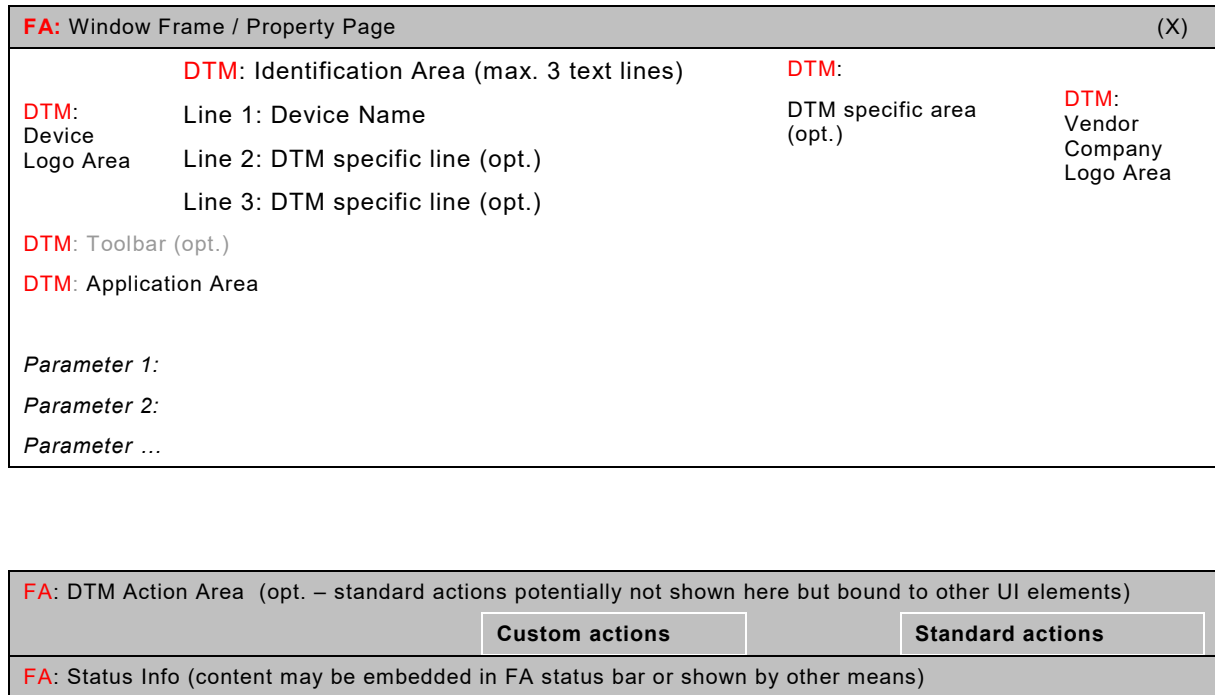 FA: Window Frame / Property Page (X)
DTM: Identification Area (max. 3 text lines)
Line 1: Device Name
Line 2: DTM specific line (opt.)
Line 3: DTM specific line (opt.)
DTM:
Device
Logo Area
DTM:
DTM specific area
(opt.)
DTM:
Vendor
Company
Logo Area
DTM: Toolbar (opt.)
DTM: Application Area
Parameter 1:
Parameter 2:
Parameter …
FA: DTM Action Area (opt. – standard actions potentially not shown here but bound to other UI elements)
Custom actions
Standard actions
FA: Status Info (content may be embedded in FA status bar or shown by other means)